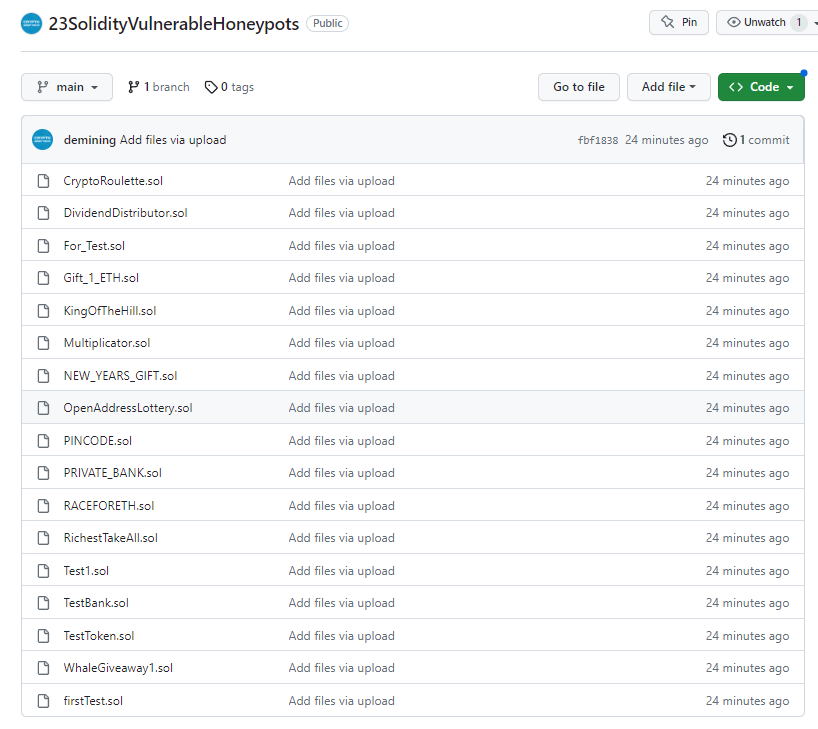 23SolidityVulnerableHoneypots Public Pin Unwatch 1
main 1 branch 0 tags Go to file Add file Code
demining Add files via upload fbf1838 24 minutes ago 1 commit
CryptoRoulette.sol Add files via upload 24 minutes ago
DividendDistributor.sol Add files via upload 24 minutes ago
For_Test.sol Add files via upload 24 minutes ago
Gift_1_ETH.sol Add files via upload 24 minutes ago
KingOfTheHill.sol Add files via upload 24 minutes ago
Multiplicator.sol Add files via upload 24 minutes ago
NEW_YEARS_GIFT.sol Add files via upload 24 minutes ago
OpenAddressLottery.sol Add files via upload 24 minutes ago
PINCODE.sol Add files via upload 24 minutes ago
PRIVATE_BANK.sol Add files via upload 24 minutes ago
RACEFORETH.sol Add files via upload 24 minutes ago
RichestTakeAll.sol Add files via upload 24 minutes ago
Test1.sol Add files via upload 24 minutes ago
TestBank.sol Add files via upload 24 minutes ago
TestToken.sol Add files via upload 24 minutes ago
WhaleGiveaway1.sol Add files via upload 24 minutes ago
firstTest.sol Add files via upload 24 minutes ago